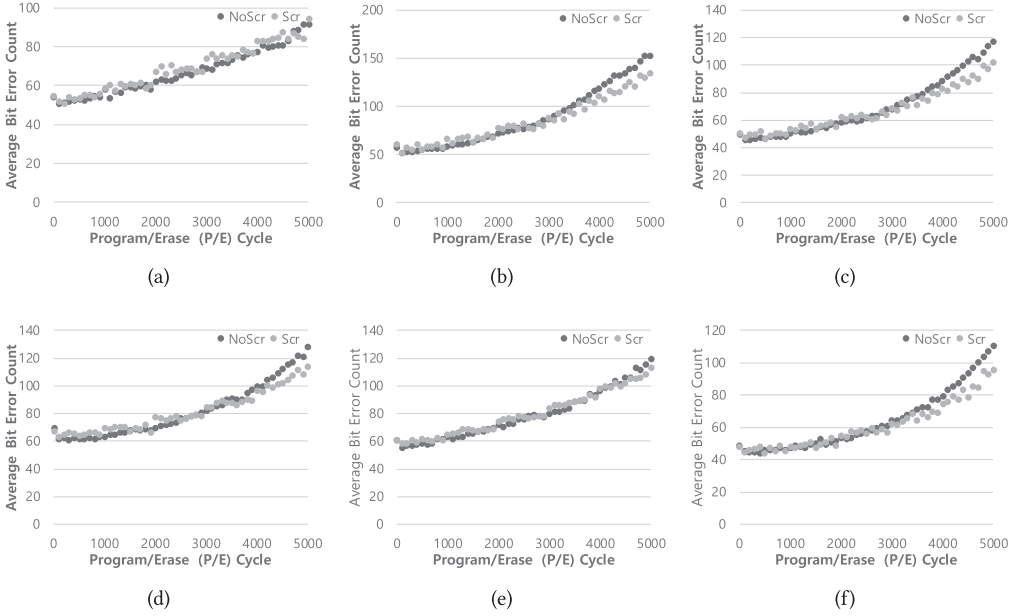 100
NoScr Scr
80
60
40
20
0
0 1000 2000 3000 4000 5000
Average Bit Error Count
Program/Erase (P/E) Cycle
(a)
200
NoScr Scr
150
100
50
0
0 1000 2000 3000 4000 5000
Average Bit Error Count
Program/Erase (P/E) Cycle
(b)
140
NoScr Scr
120
100
80
60
40
20
0
0 1000 2000 3000 4000 5000
Average Bit Error Count
Program/Erase (P/E) Cycle
(c)
140
NoScr Scr
120
100
80
60
40
20
0
0 1000 2000 3000 4000 5000
Average Bit Error Count
Program/Erase (P/E) Cycle
(d)
140
NoScr Scr
120
100
80
60
40
20
0
0 1000 2000 3000 4000 5000
Average Bit Error Count
Program/Erase (P/E) Cycle
(e)
120
NoScr Scr
100
80
60
40
20
0
0 1000 2000 3000 4000 5000
Average Bit Error Count
Program/Erase (P/E) Cycle
(f)